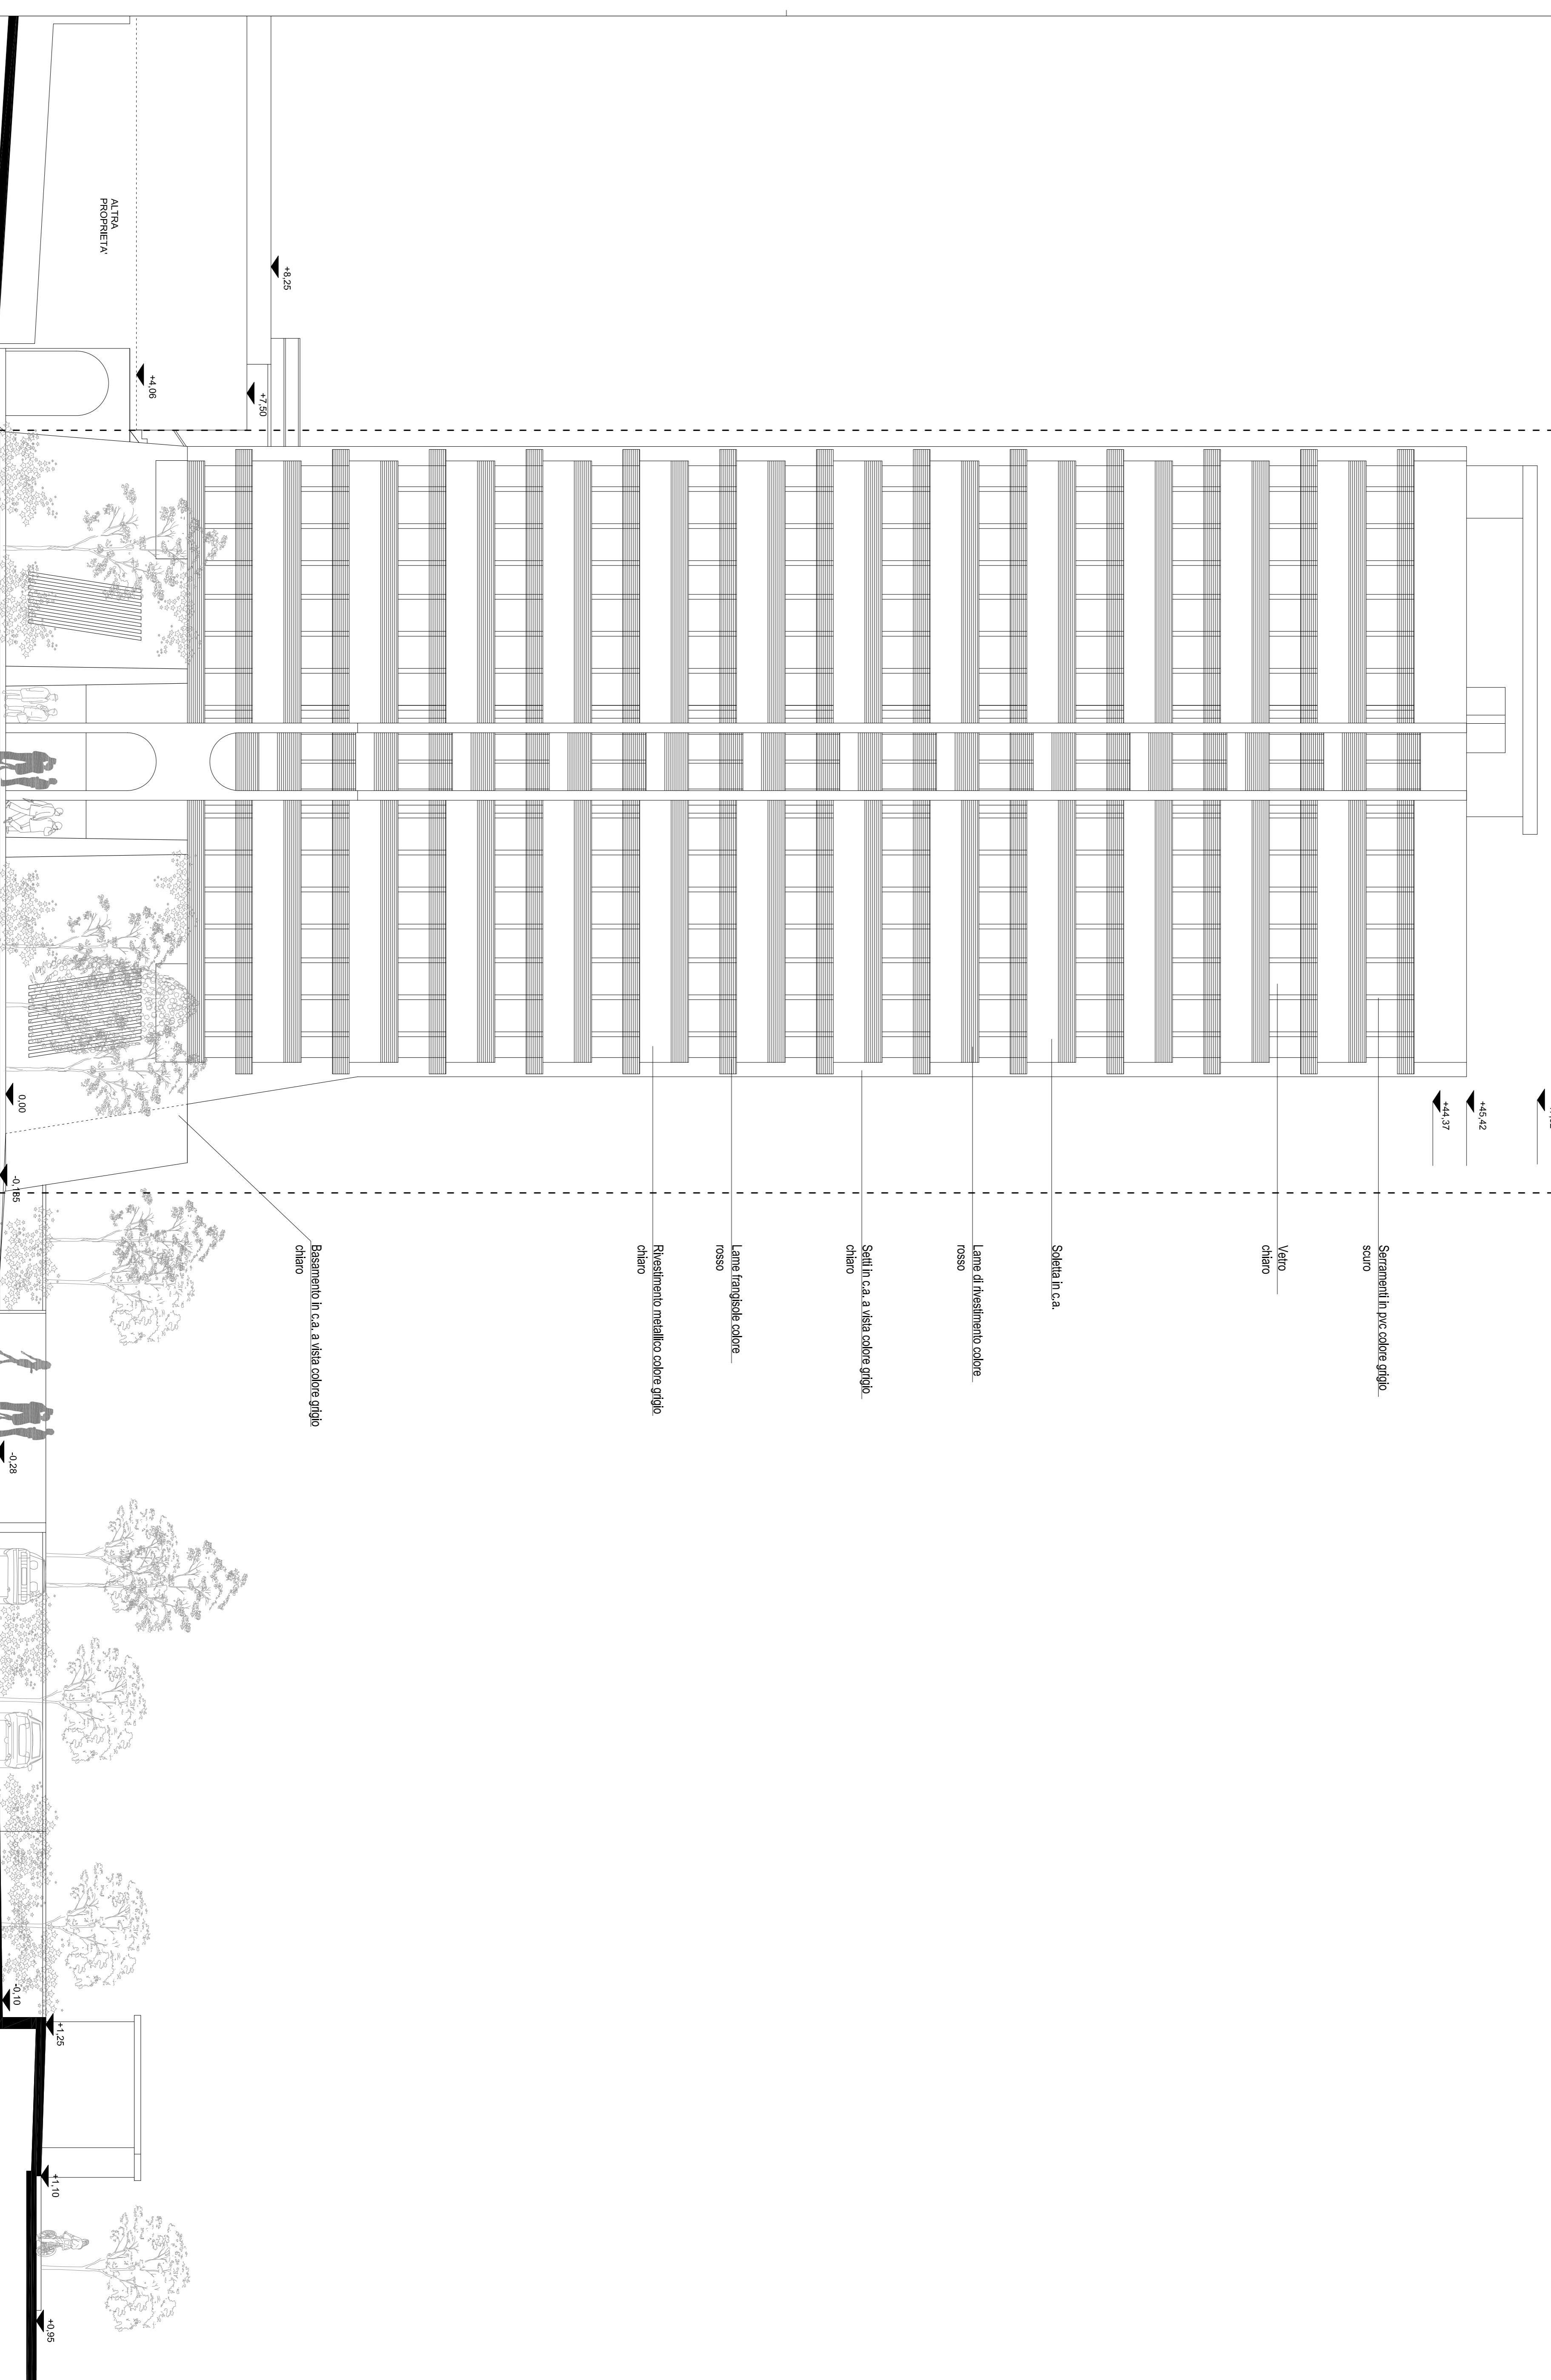 +44,37
+45,42
Serramenti in pvc colore grigio
scuro
Vetro
chiaro
Soletta in c.a.
Lame di rivestimento colore
rosso
Setti in c.a. a vista colore grigio
chiaro
Lame frangisole colore
rosso
Rivestimento metallico colore grigio
chiaro
Basamento in c.a. a vista colore grigio
chiaro
+8,25
+7,50
+4,06
ALTRA
PROPRIETA'
0,00
-0,185
-0,28
-0,10
+1,25
+1,10
+0,95